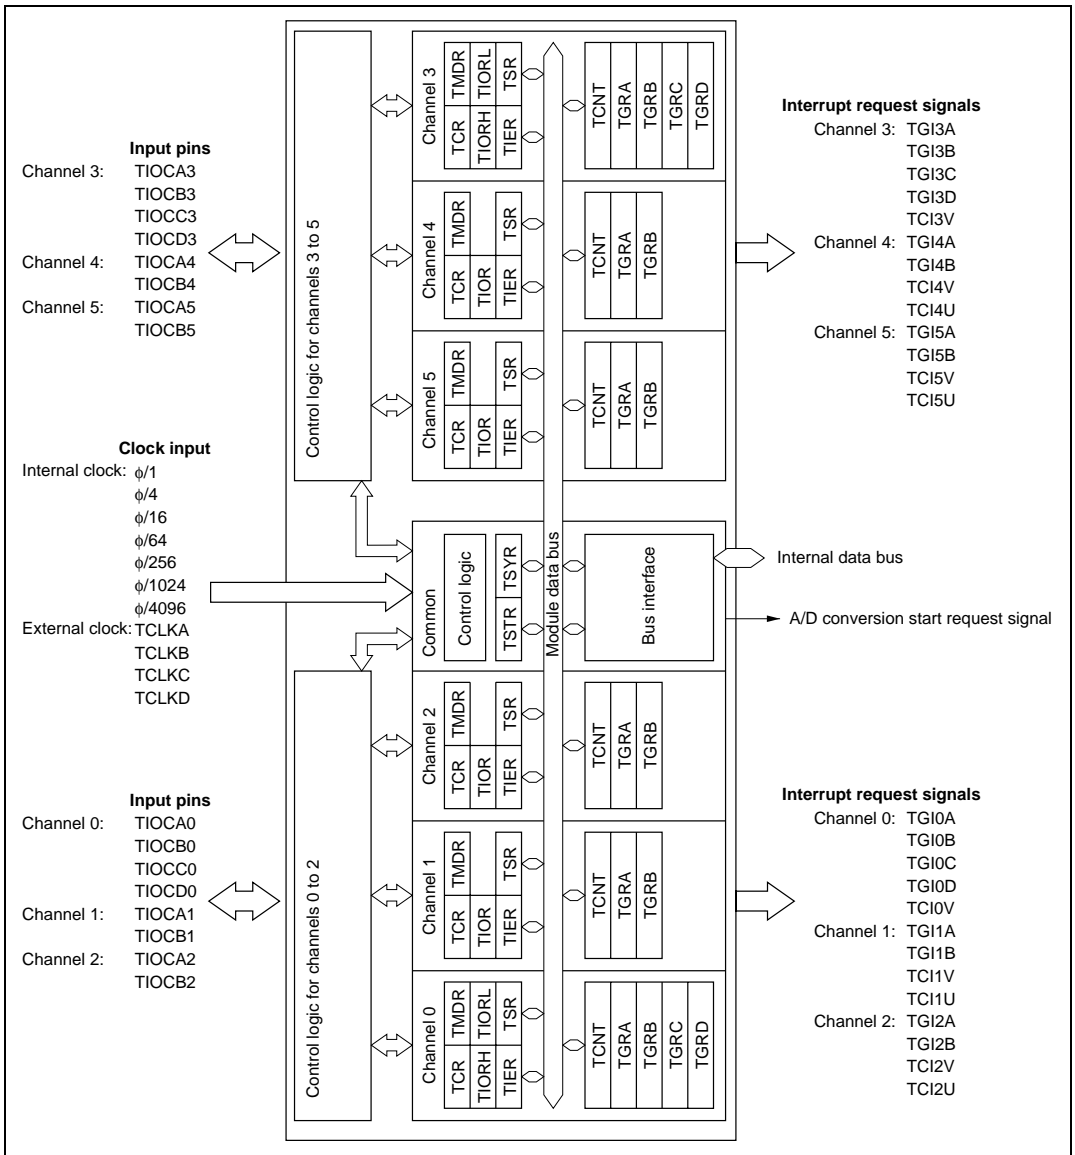 Input pins
Channel 3: TIOCA3
TIOCB3
TIOCC3
TIOCD3
Channel 4: TIOCA4
TIOCB4
Channel 5: TIOCA5
TIOCB5
Clock input
Internal clock: ϕ/1
ϕ/4
ϕ/16
ϕ/64
ϕ/256
ϕ/1024
ϕ/4096
External clock: TCLKA
TCLKB
TCLKC
TCLKD
Input pins
Channel 0: TIOCA0
TIOCB0
TIOCC0
TIOCD0
Channel 1: TIOCA1
TIOCB1
Channel 2: TIOCA2
TIOCB2
Control logic for channels 3 to 5
Control logic for channels 0 to 2
Channel 3
TCR TMDR
TIORH TIORL
TIER TSR
TCNT
TGRA
TGRB
TGRC
TGRD
Channel 4
TCR TMDR
TIOR
TIER TSR
TCNT
TGRA
TGRB
Channel 5
TCR TMDR
TIOR
TIER TSR
TCNT
TGRA
TGRB
Common
Control logic
TSTR TSYR
Module data bus
Bus interface
Channel 2
TCR TMDR
TIOR
TIER TSR
TCNT
TGRA
TGRB
Channel 1
TCR TMDR
TIOR
TIER TSR
TCNT
TGRA
TGRB
Channel 0
TCR TMDR
TIORH TIORL
TIER TSR
TCNT
TGRA
TGRB
TGRC
TGRD
Interrupt request signals
Channel 3: TGI3A
TGI3B
TGI3C
TGI3D
TCI3V
Channel 4: TGI4A
TGI4B
TCI4V
TCI4U
Channel 5: TGI5A
TGI5B
TCI5V
TCI5U
Internal data bus
A/D conversion start request signal
Interrupt request signals
Channel 0: TGI0A
TGI0B
TGI0C
TGI0D
TCI0V
Channel 1: TGI1A
TGI1B
TCI1V
TCI1U
Channel 2: TGI2A
TGI2B
TCI2V
TCI2U